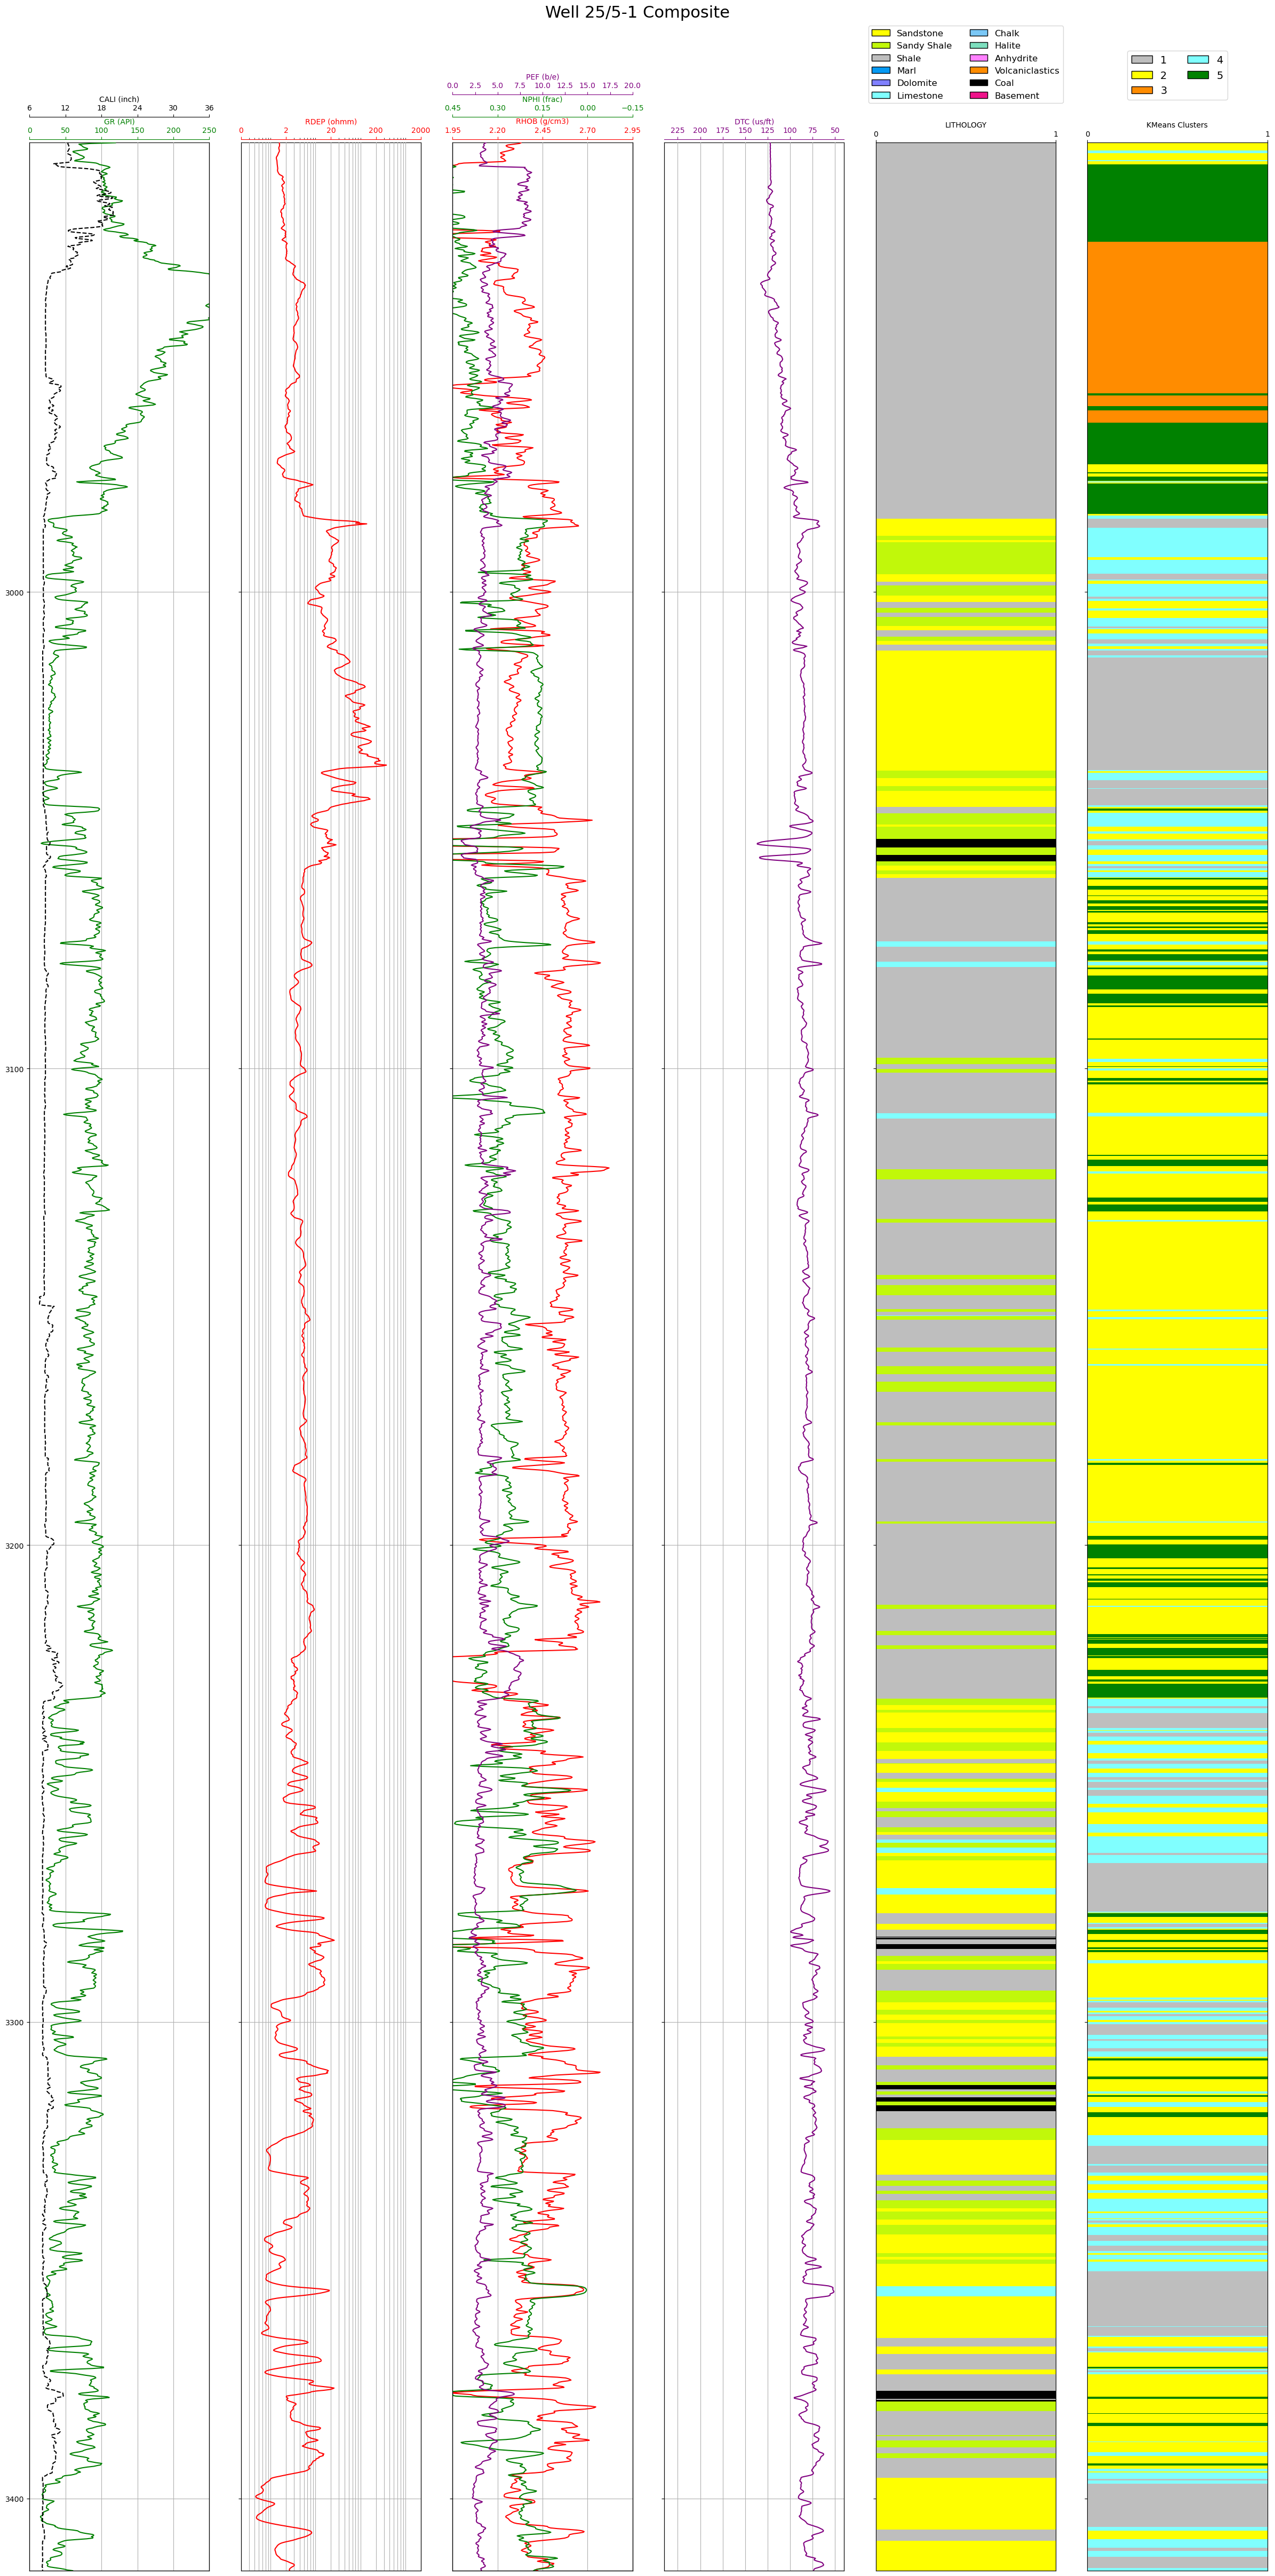 Well 25/5-1 Composite
Sandstone Chalk
Sandy Shale Halite
Shale Anhydrite
Marl Volcaniclastics
Dolomite Coal
Limestone Basement
1 4
2 5
3
PEF (b/e)
0.0 2.5 5.0 7.5 10.0 12.5 15.0 17.5 20.0
CALI (inch) NPHI (frac)
6 12 18 24 30 36 0.45 0.30 0.15 0.00 −0.15
GR (API) RDEP (ohmm) RHOB (g/cm3) DTC (us/ft) LITHOLOGY KMeans Clusters
0 50 100 150 200 250 0 2 20 200 2000 1.95 2.20 2.45 2.70 2.95 225 200 175 150 125 100 75 50 0 1 0 1
3000
3100
3200
3300
3400